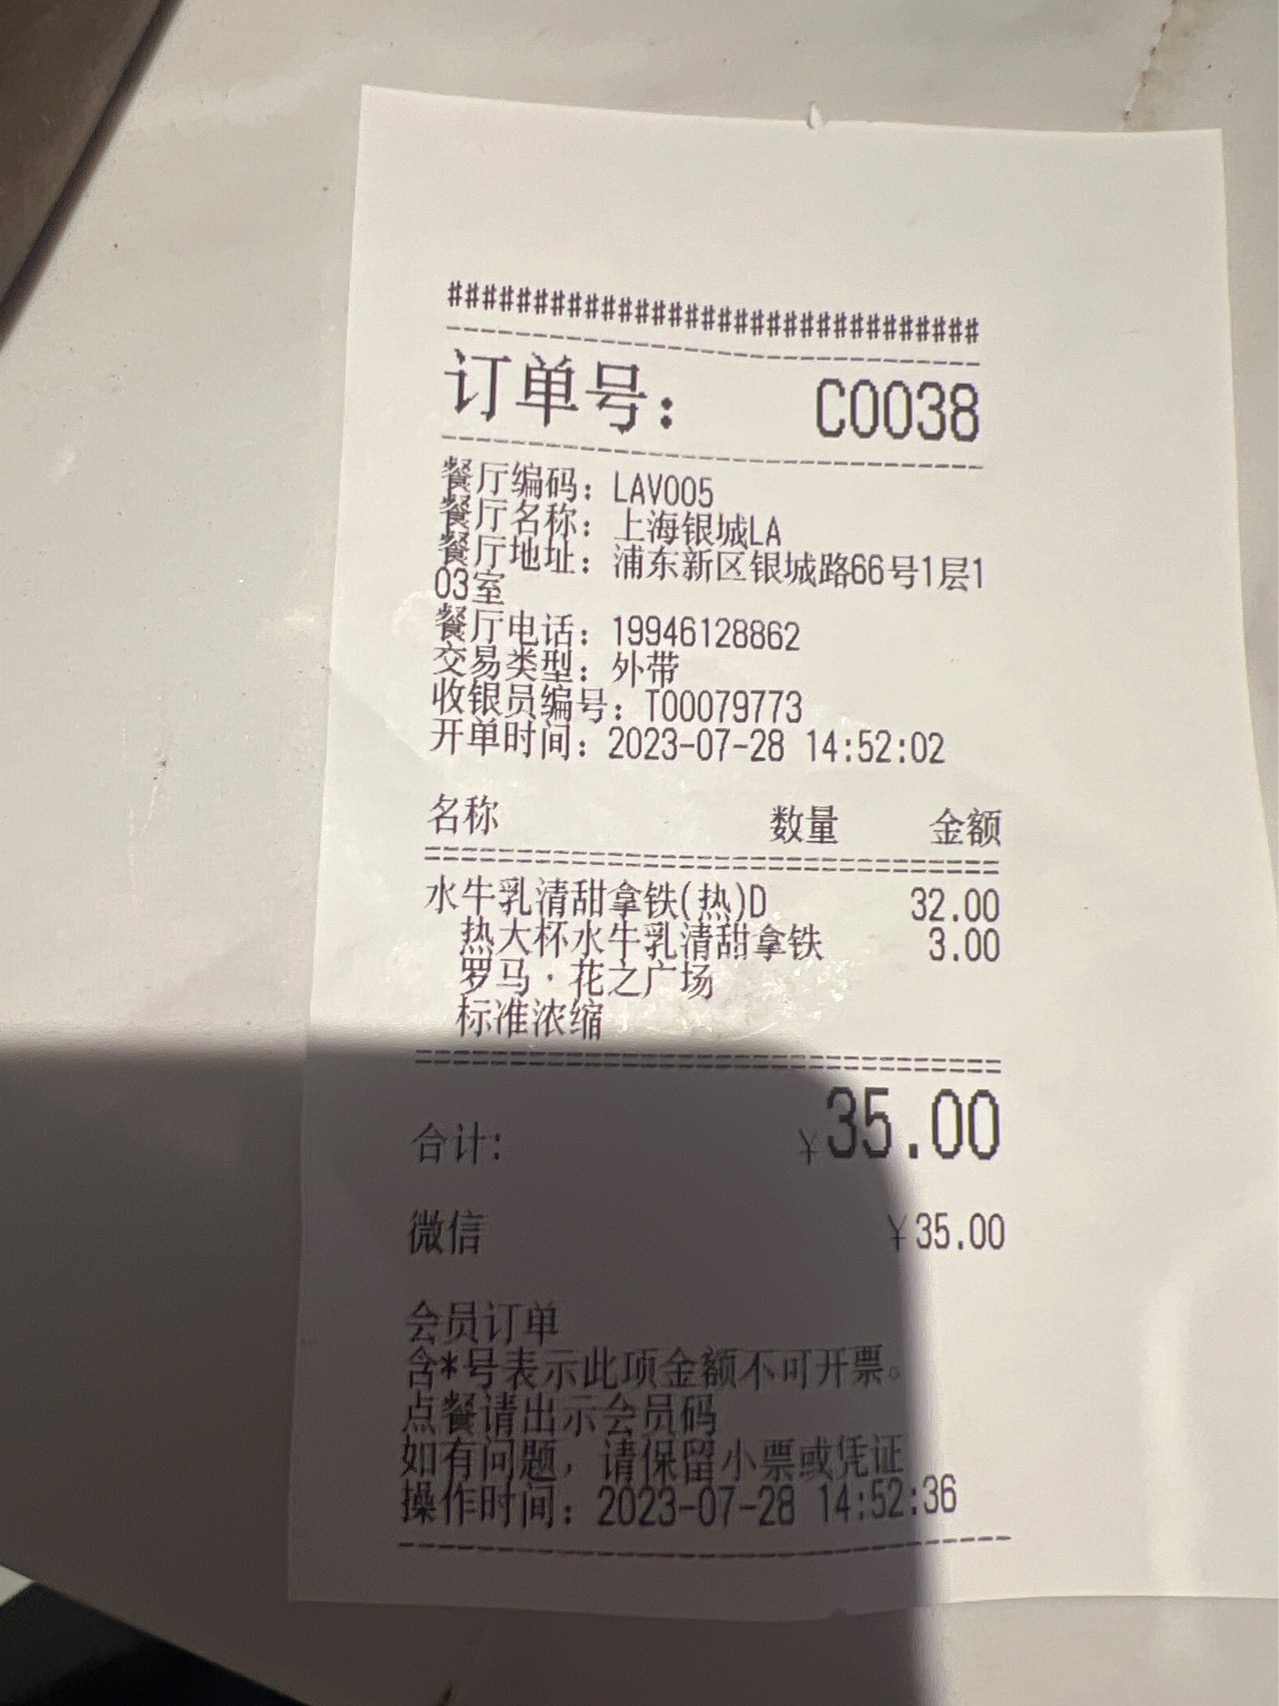 ###############################
订单号： C0038
餐厅编码：LAV005
餐厅名称：上海银城LA
餐厅地址：浦东新区银城路66号1层1
03室
餐厅电话：19946128862
交易类型：外带
收银员编号：T00079773
开单时间：2023-07-28 14:52:02
名称 数量 金额
水牛乳清甜拿铁(热)D 32.00
热大杯水牛乳清甜拿铁 3.00
罗马·花之广场
标准浓缩
合计: ¥35.00
微信 ¥35.00
会员订单
含*号表示此项金额不可开票。
点餐请出示会员码
如有问题，请保留小票或凭证
操作时间：2023-07-28 14:52:36